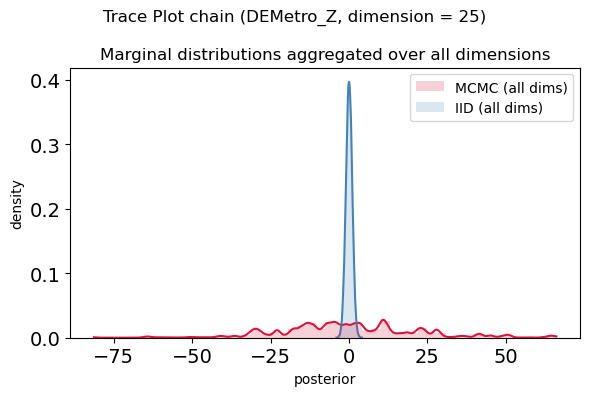 Trace Plot chain (DEMetro_Z, dimension = 25)
Marginal distributions aggregated over all dimensions
MCMC (all dims)
IID (all dims)
density
0.4
0.3
0.2
0.1
0.0
−75 −50 −25 0 25 50
posterior